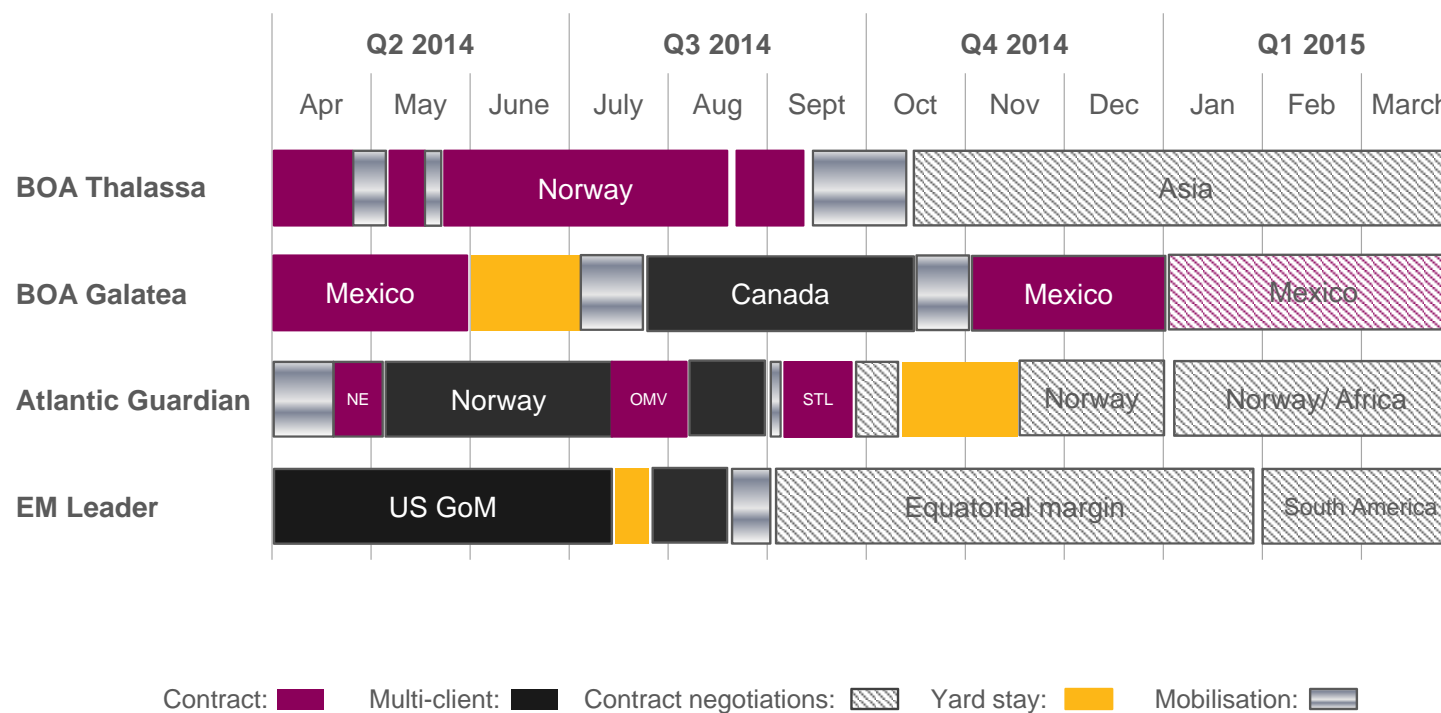 Q2 2014 Q3 2014 Q4 2014 Q1 2015
Apr May June July Aug Sept Oct Nov Dec Jan Feb March
BOA Thalassa Norway Asia
BOA Galatea Mexico Canada Mexico Mexico
Atlantic Guardian NE Norway OMV STL Norway Norway/ Africa
EM Leader US GoM Equatorial margin South America
Contract: Multi-client: Contract negotiations: Yard stay: Mobilisation: